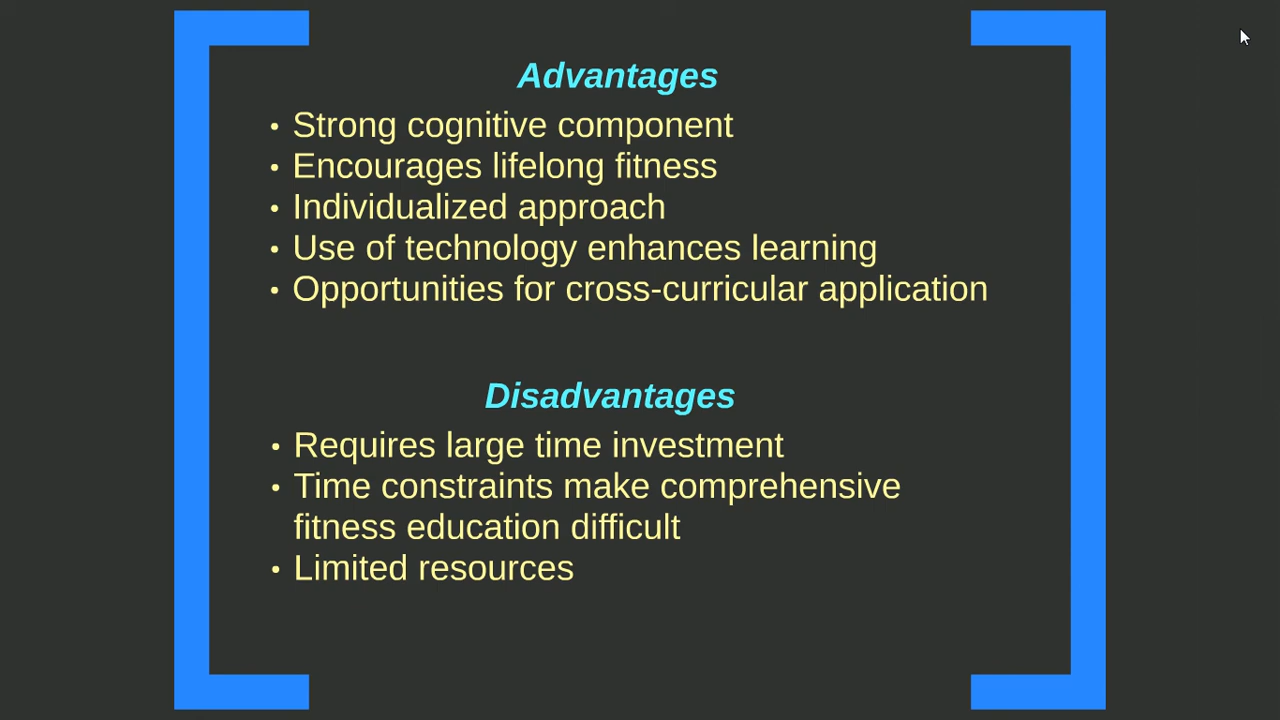 Advantages
• Strong cognitive component
• Encourages lifelong fitness
• Individualized approach
• Use of technology enhances learning
• Opportunities for cross-curricular application
Disadvantages
• Requires large time investment
• Time constraints make comprehensive
fitness education difficult
• Limited resources